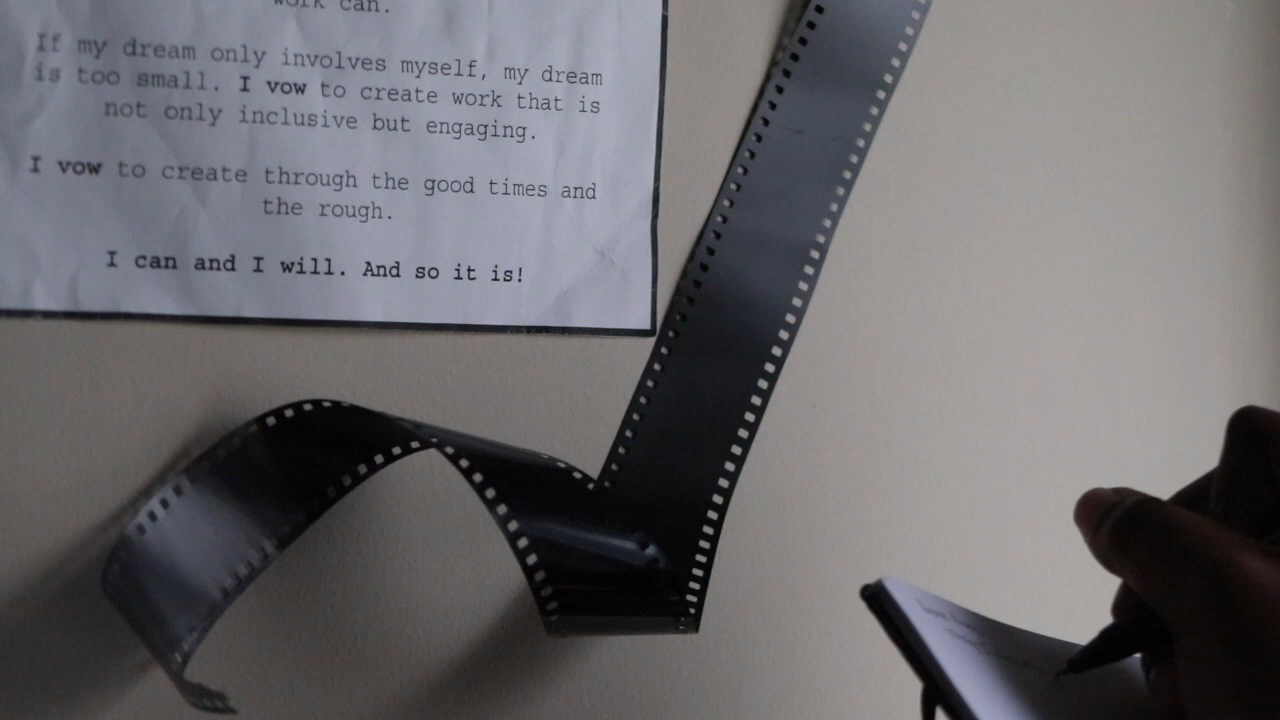 work can.
If my dream only involves myself, my dream
is too small. I vow to create work that is
not only inclusive but engaging.
I vow to create through the good times and
the rough.
I can and I will. And so it is!